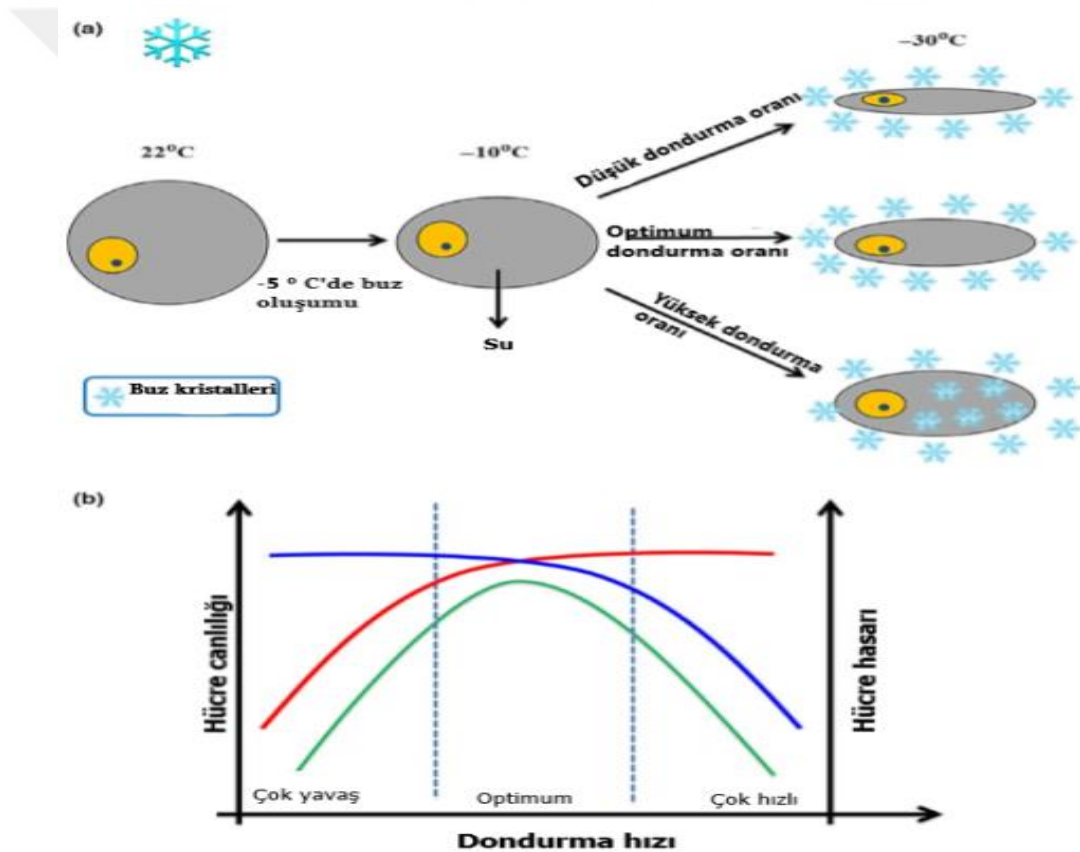 (a)
22°C
-5 ° C'de buz
oluşumu
−10°C
Su
Düşük dondurma oranı
Optimum
dondurma oranı
Yüksek dondurma
oranı
−30°C
Buz kristalleri
(b)
Hücre canlılığı
Hücre hasarı
Çok yavaş
Optimum
Çok hızlı
Dondurma hızı